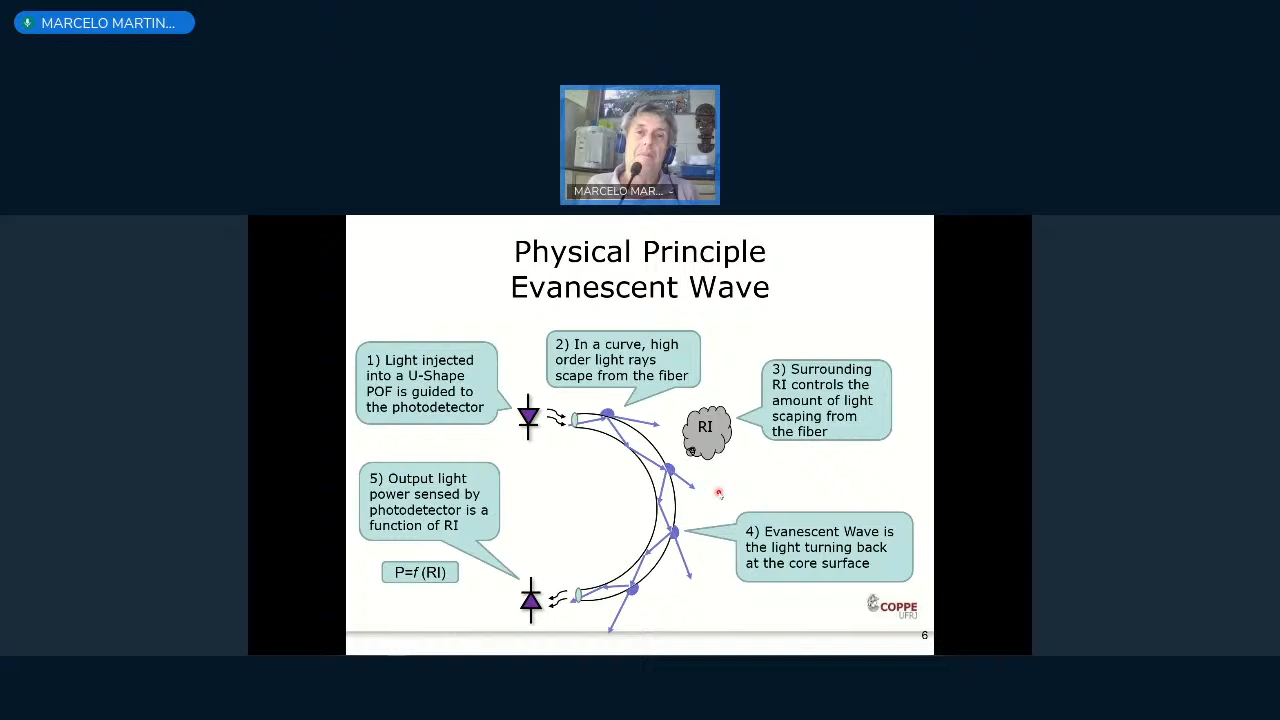 MARCELO MARTIN...
MARCELO MAR...
Physical Principle
Evanescent Wave
1) Light injected
into a U-Shape
POF is guided to
the photodetector
2) In a curve, high
order light rays
scape from the fiber
3) Surrounding
RI controls the
amount of light
scaping from
the fiber
RI
5) Output light
power sensed by
photodetector is a
function of RI
4) Evanescent Wave is
the light turning back
at the core surface
P=f (RI)
COPPE
UFRJ
6